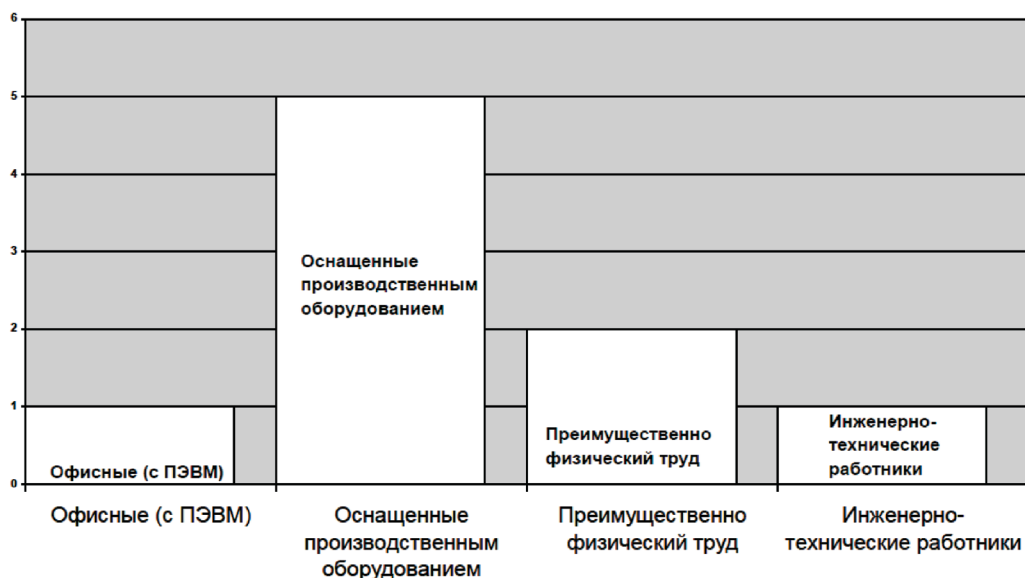 6
5
4
3
2
1
0
Оснащенные
производственным
оборудованием
Преимущественно
физический труд
Инженерно-
технические
работники
Офисные (с ПЭВМ)
Офисные (с ПЭВМ)
Оснащенные
производственным
оборудованием
Преимущественно
физический труд
Инженерно-
технические работники